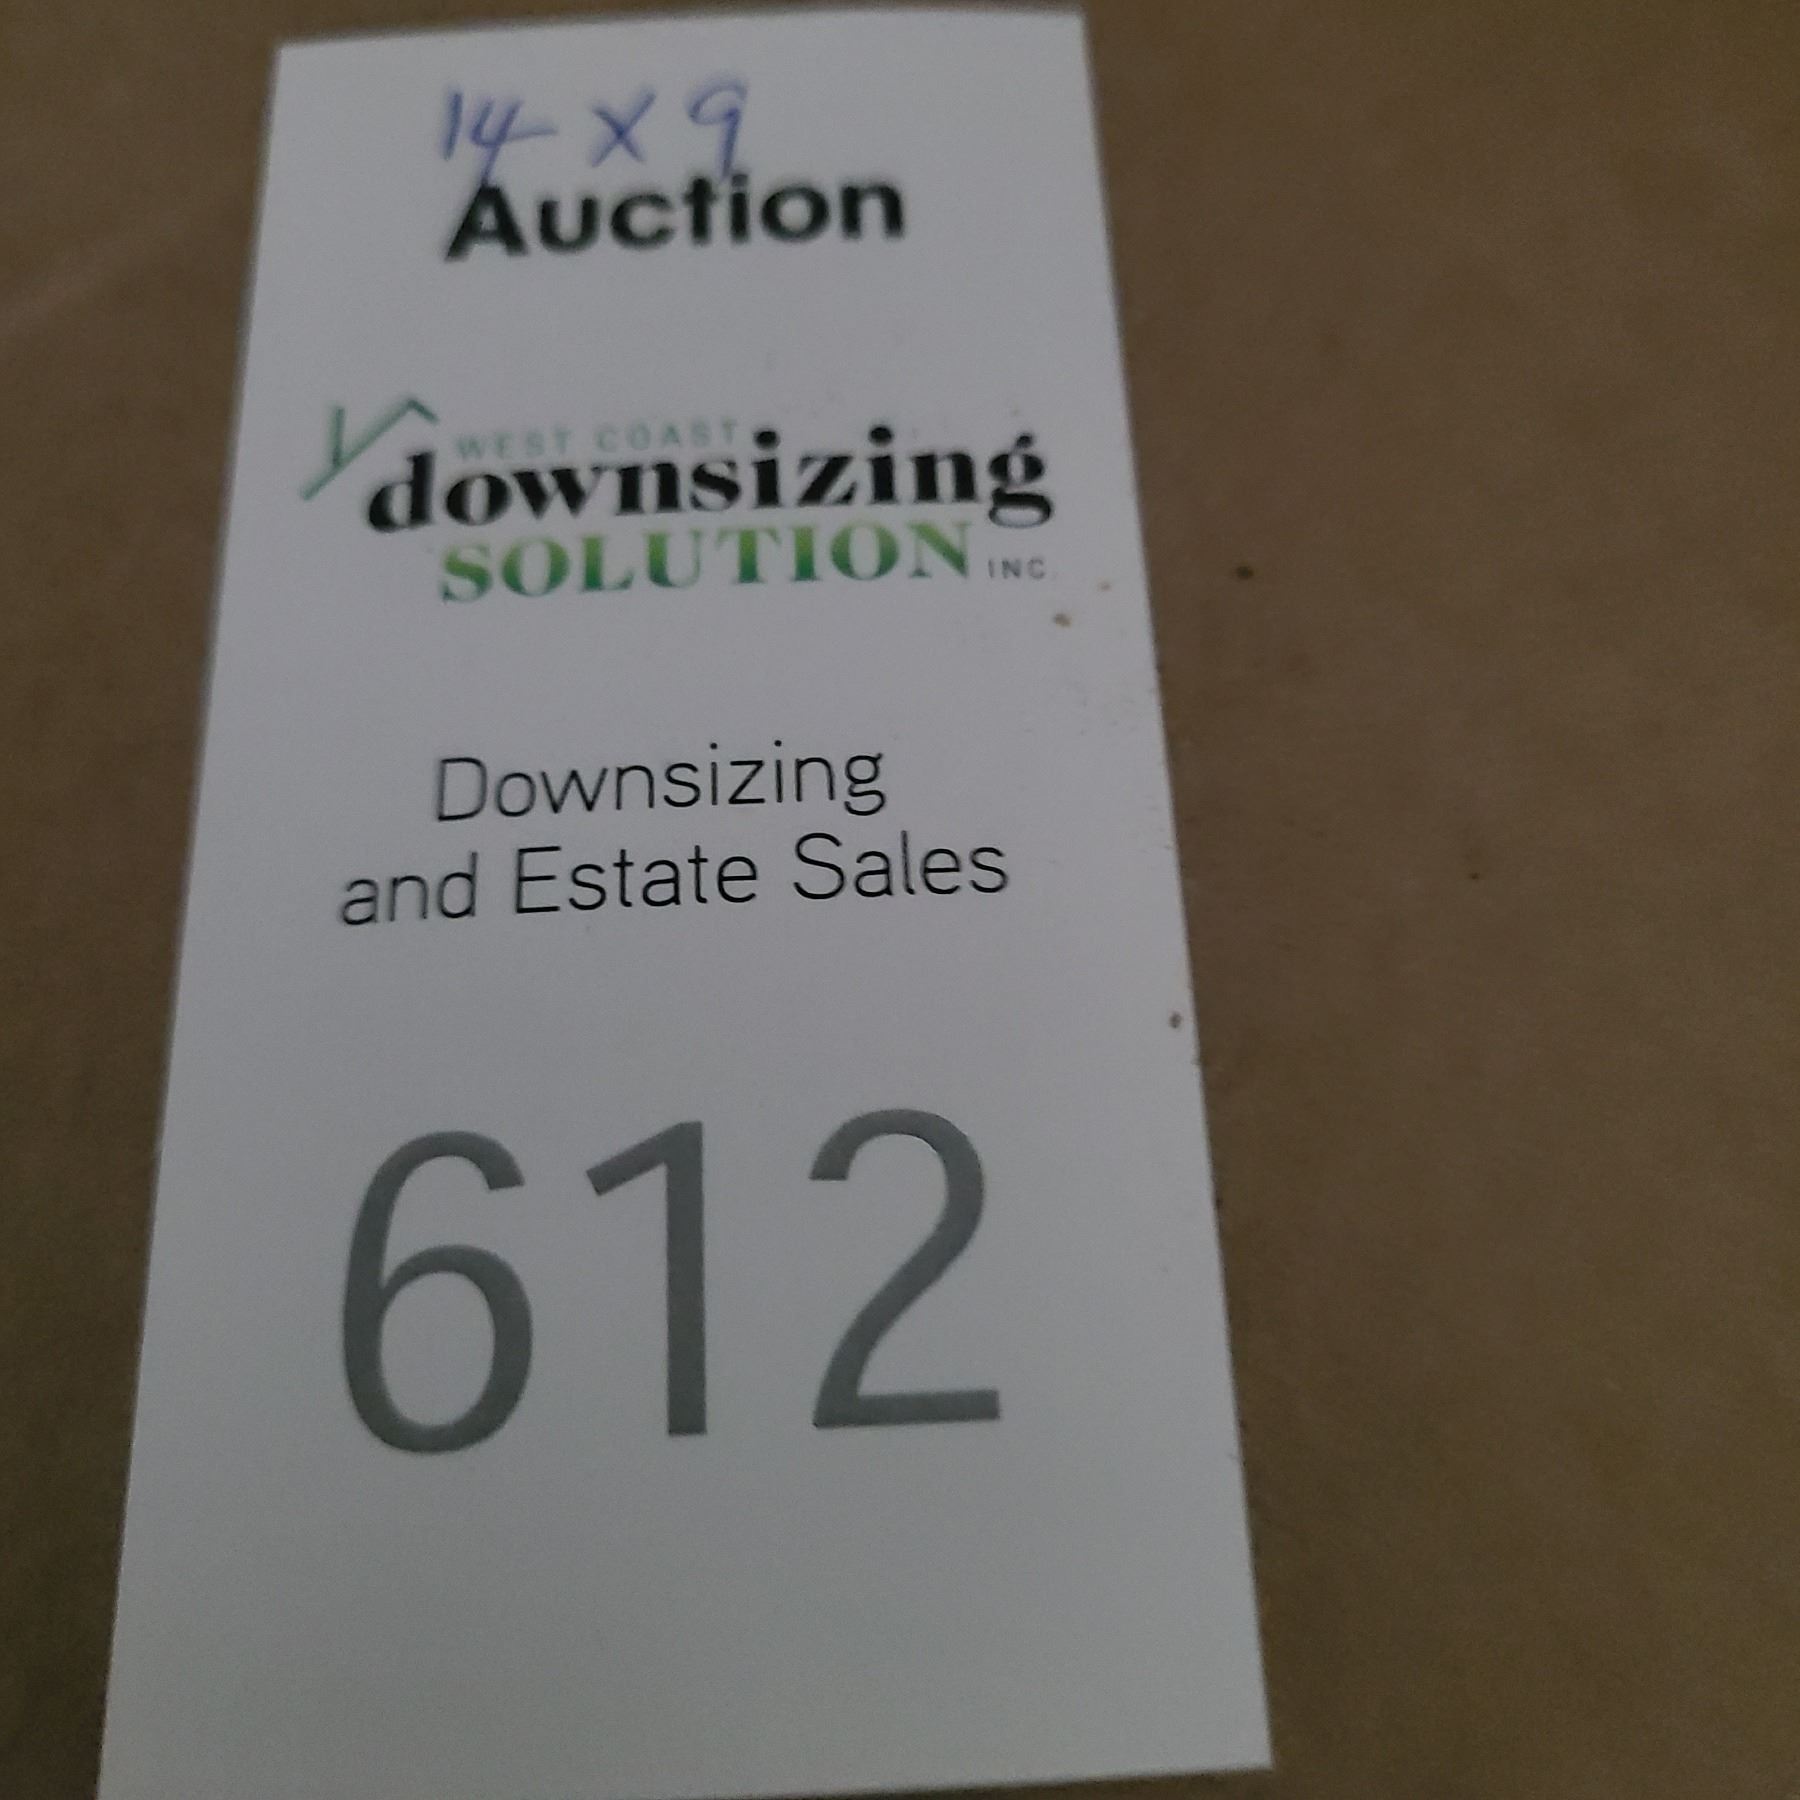 14 x 9
Auction
WEST COAST
downsizing
SOLUTION INC.
Downsizing
and Estate Sales
612